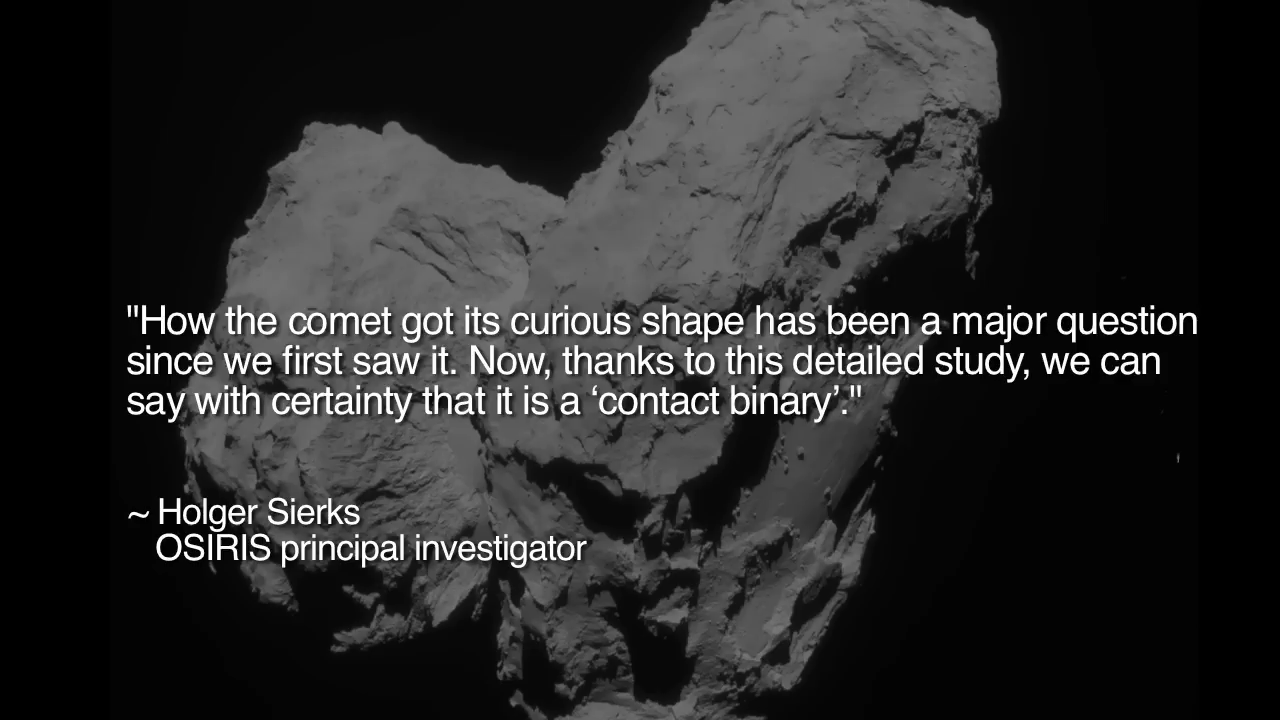 "How the comet got its curious shape has been a major question
since we first saw it. Now, thanks to this detailed study, we can
say with certainty that it is a ‘contact binary’."
~ Holger Sierks
OSIRIS principal investigator